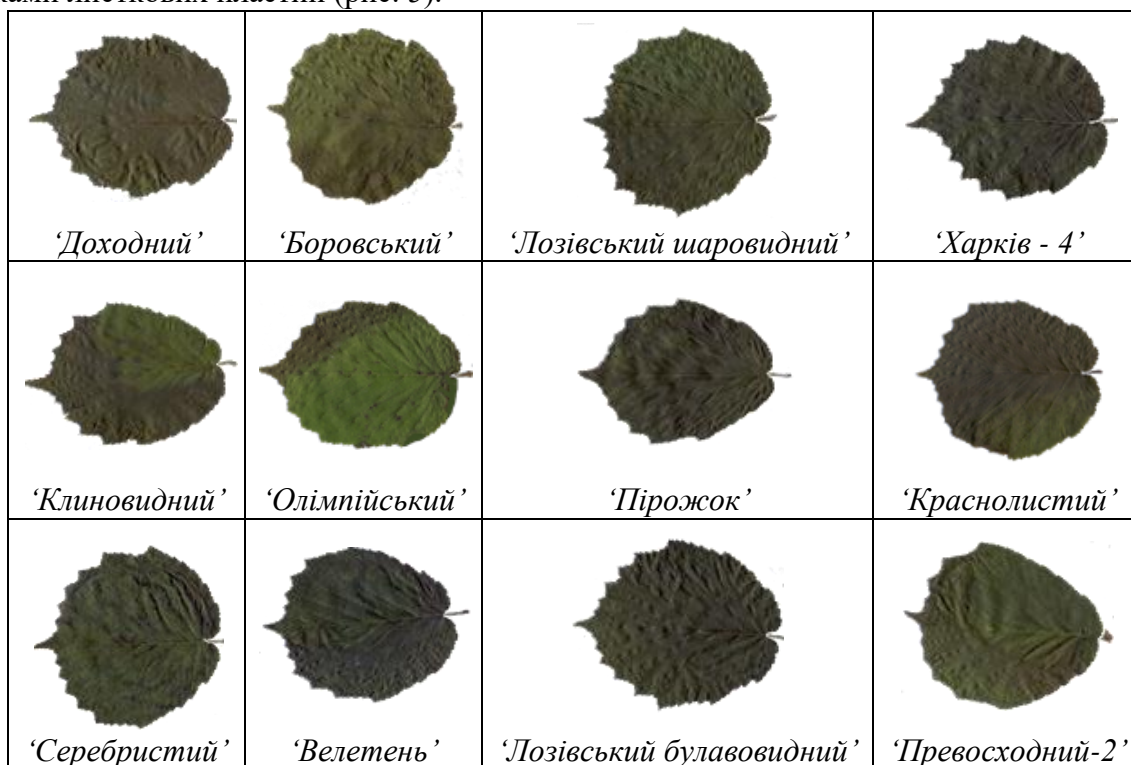 листкових пластин (рис. 3).
‘Доходний’ ‘Боровський’ ‘Лозівський шаровидний’ ‘Харків - 4’
‘Клиновидний’ ‘Олімпійський’ ‘Пірожок’ ‘Краснолистий’
‘Серебристий’ ‘Велетень’ ‘Лозівський булавовидний’ ‘Превосходний-2’